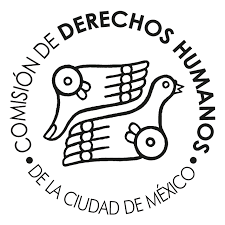 COMISIÓN DE DERECHOS HUMANOS
DE LA CIUDAD DE MÉXICO